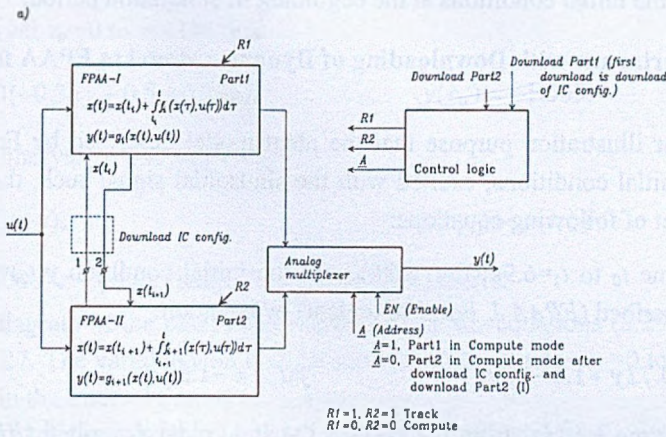 a)
R1
FPAA-I Part1
x(t)=x(t_i)+∫f_i(x(τ),u(τ))dτ
t
t_i
y(t)=g_i(x(t),u(t))
Download Part1 (first
download is download
of IC config.)
Download Part2
R1
R2
A
Control logic
x(t_i)
u(t)
1 2
Download IC config.
x(t_{i+1})
Analog
multiplexer
y(t)
R2
FPAA-II Part2
x(t)=x(t_{i+1})+∫f_{i+1}(x(τ),u(τ))dτ
t
t_{i+1}
y(t)=g_{i+1}(x(t),u(t))
EN (Enable)
A (Address)
A=1, Part1 in Compute mode
A=0, Part2 in Compute mode after
download IC config. and
download Part2 (!)
R1=1, R2=1 Track
R1=0, R2=0 Compute